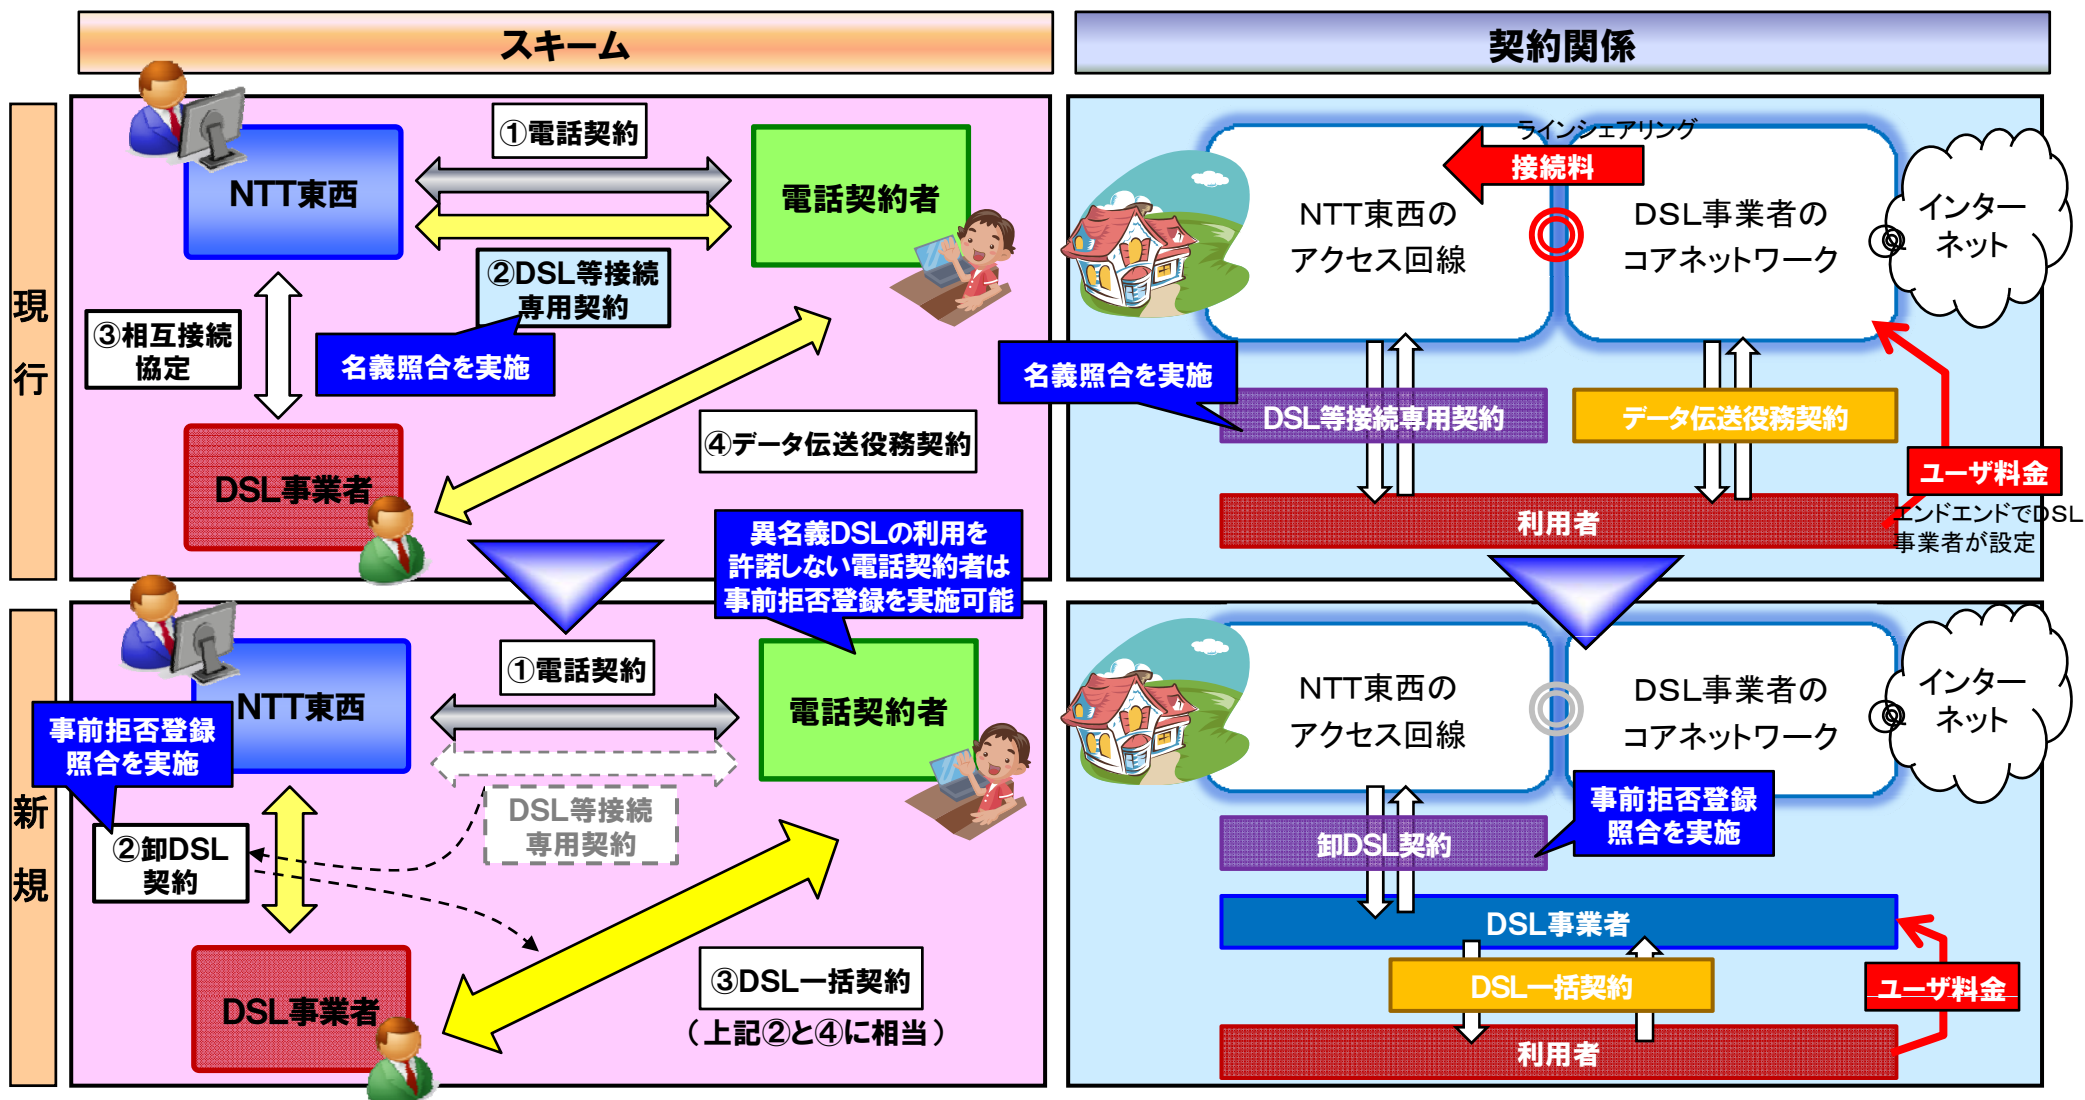 スキーム
契約関係
現行
①電話契約
NTT東西
電話契約者
②DSL等接続
専用契約
③相互接続
協定
名義照合を実施
④データ伝送役務契約
DSL事業者
ラインシェアリング
接続料
NTT東西の
アクセス回線
DSL事業者の
コアネットワーク
インター
ネット
名義照合を実施
DSL等接続専用契約
データ伝送役務契約
ユーザ料金
利用者
エンドエンドでDSL
事業者が設定
異名義DSLの利用を
許諾しない電話契約者は
事前拒否登録を実施可能
新規
①電話契約
NTT東西
電話契約者
事前拒否登録
照合を実施
DSL等接続
専用契約
②卸DSL
契約
DSL事業者
③DSL一括契約
（上記②と④に相当）
NTT東西の
アクセス回線
DSL事業者の
コアネットワーク
インター
ネット
事前拒否登録
照合を実施
卸DSL契約
DSL事業者
DSL一括契約
ユーザ料金
利用者